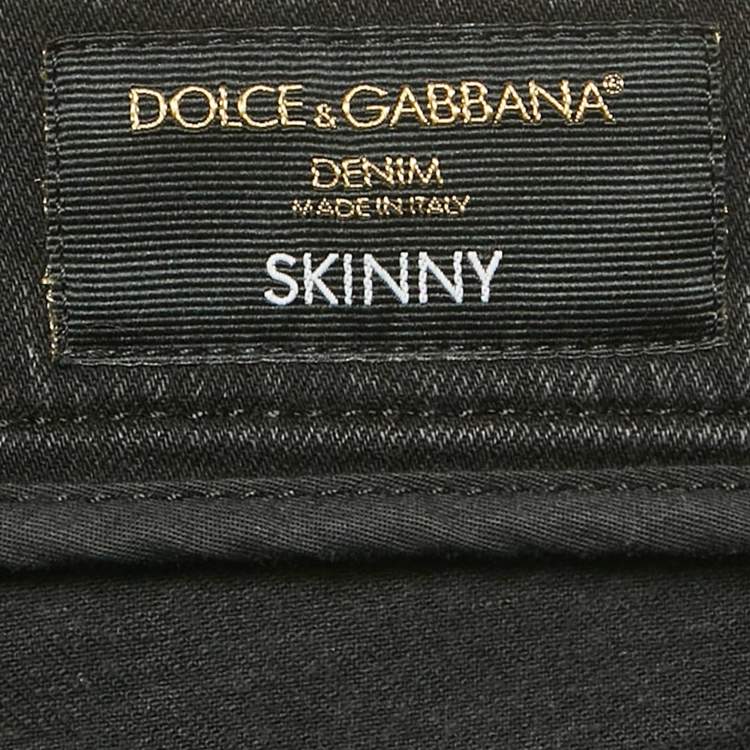 DOLCE & GABBANA®
DENIM
MADE IN ITALY
SKINNY